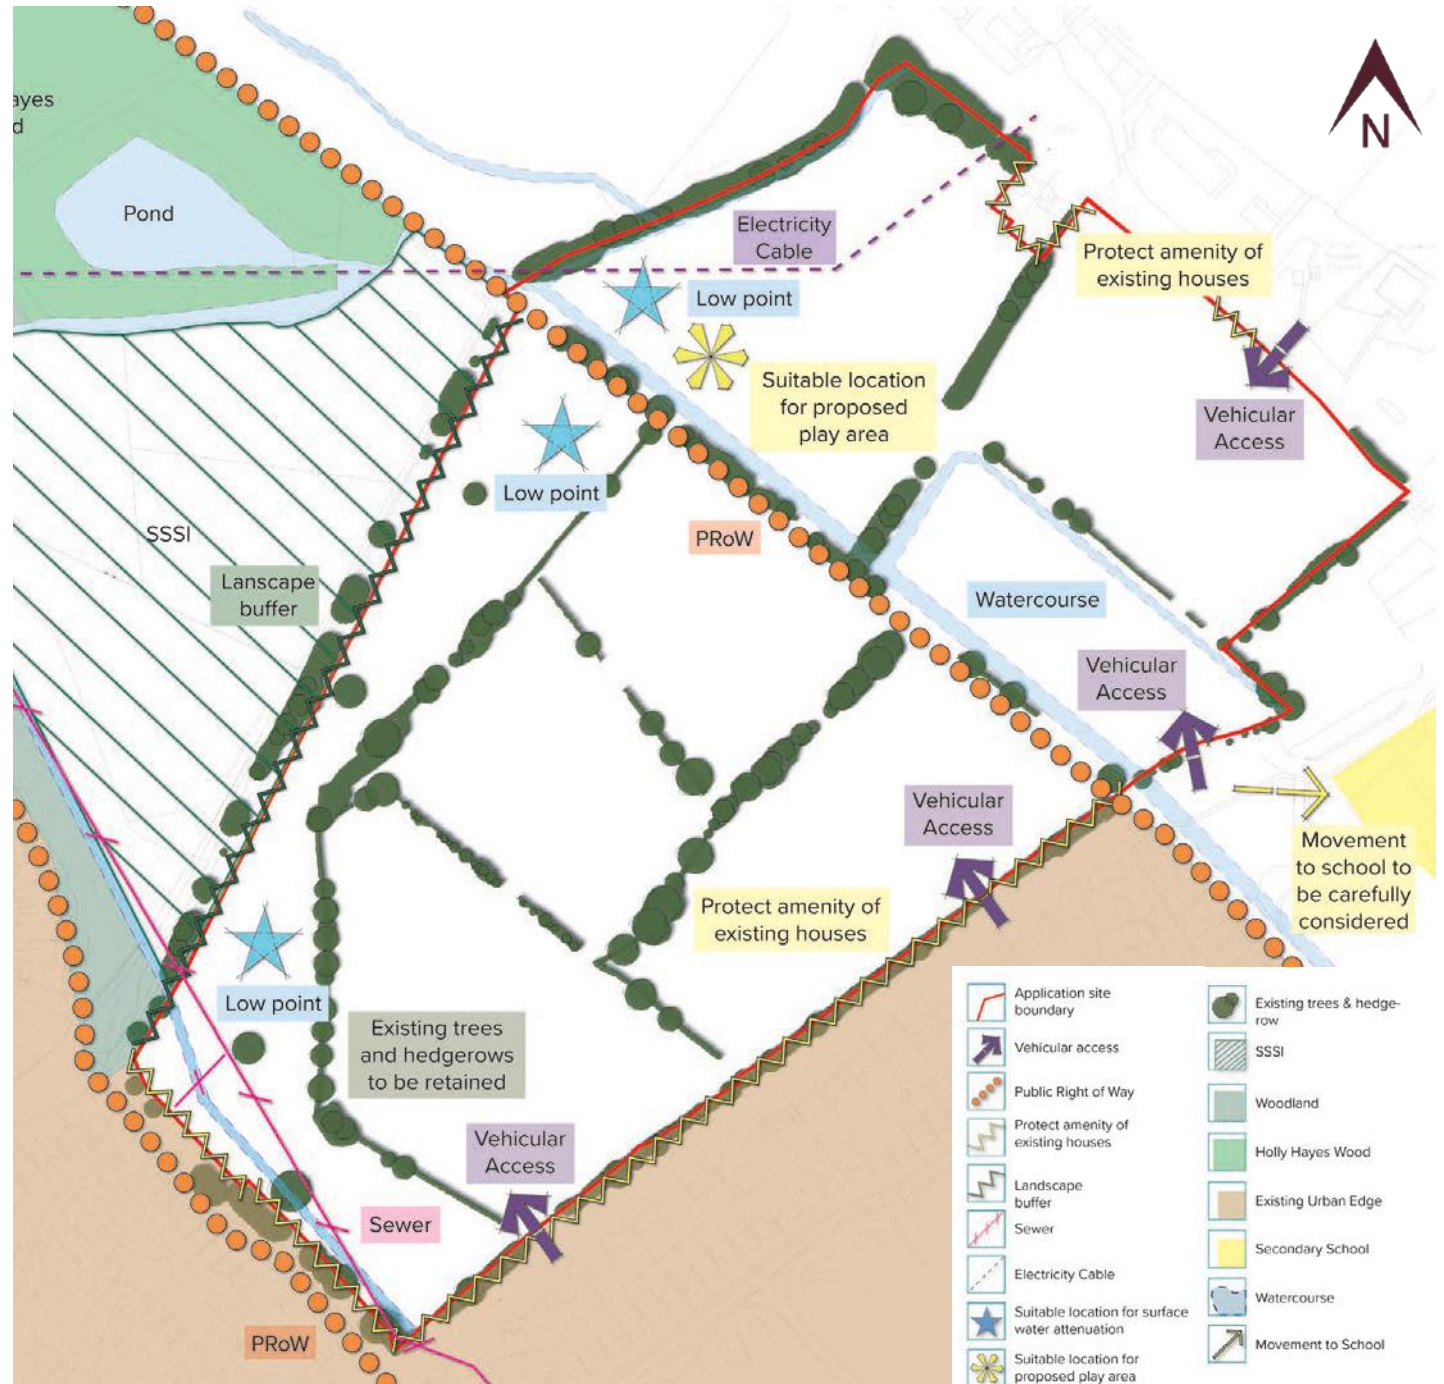 ayes
d
N
Pond
Electricity
Cable
Protect amenity of
existing houses
Low point
Suitable location
for proposed
play area
Vehicular
Access
Low point
SSSI
PRoW
Lanscape
buffer
Watercourse
Vehicular
Access
Vehicular
Access
Movement
to school to
be carefully
considered
Protect amenity of
existing houses
Low point
Existing trees
and hedgerows
to be retained
Vehicular
Access
Sewer
PRoW
Application site
boundary
Vehicular access
Public Right of Way
Protect amenity of
existing houses
Landscape
buffer
Sewer
Electricity Cable
Suitable location for surface
water attenuation
Suitable location for
proposed play area
Existing trees & hedge-
row
SSSI
Woodland
Holly Hayes Wood
Existing Urban Edge
Secondary School
Watercourse
Movement to School